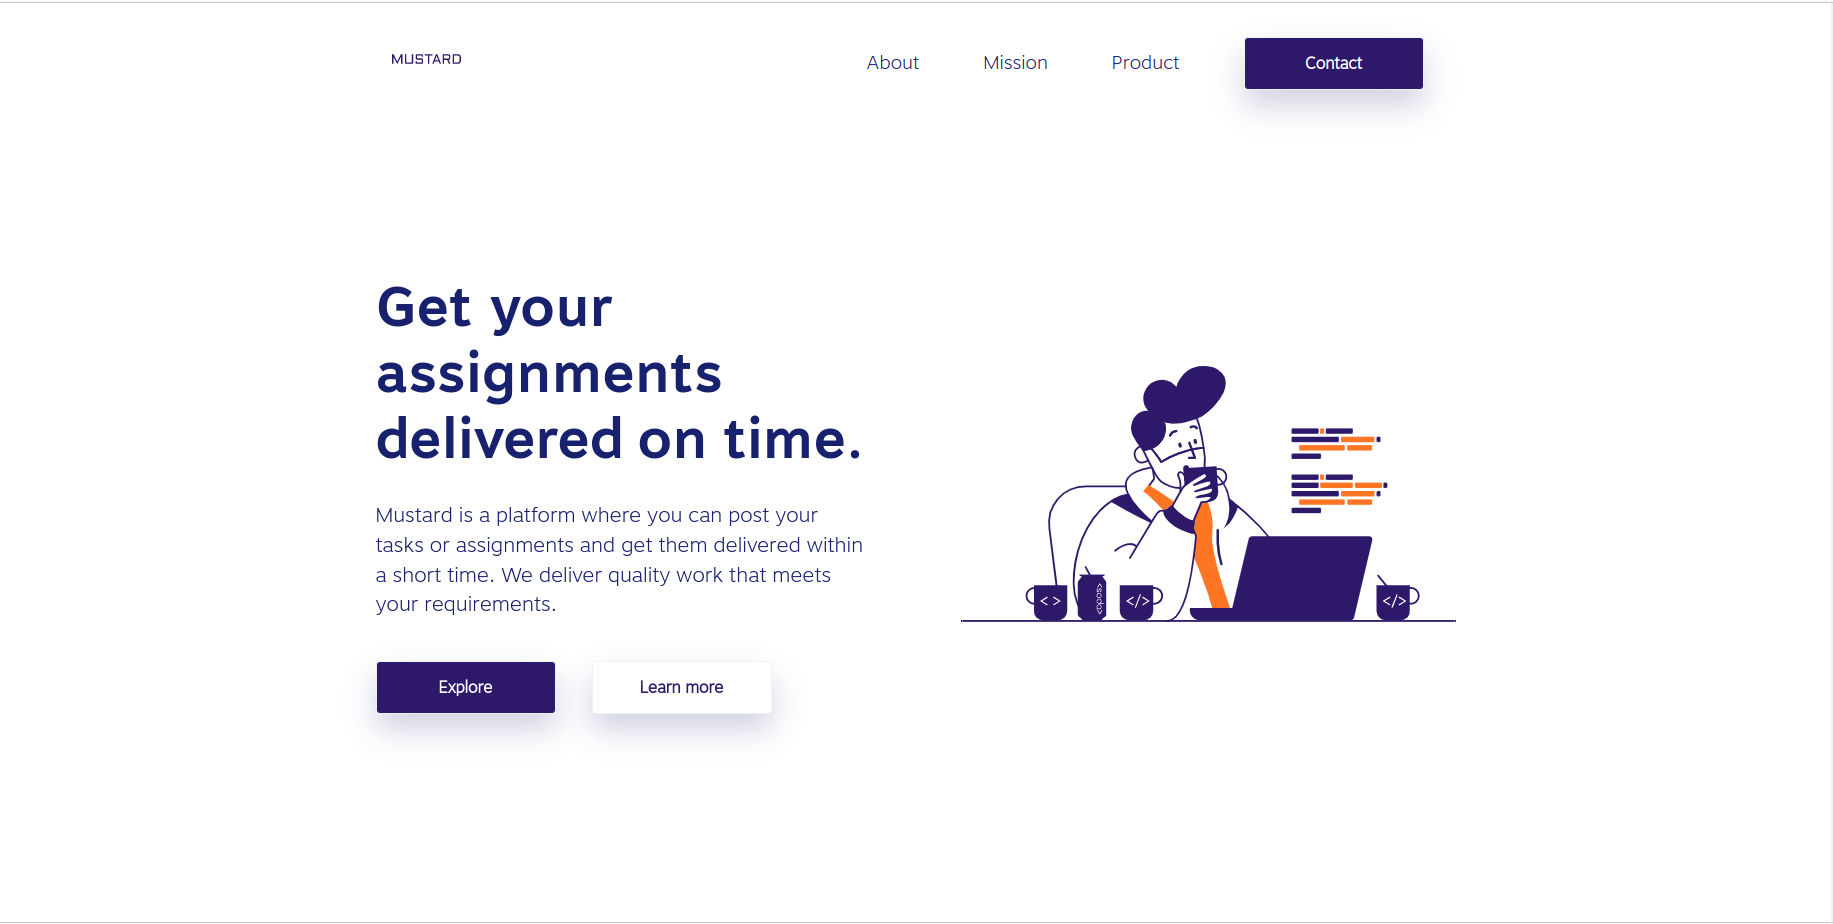 MUSTARD
About
Mission
Product
Contact
Get your
assignments
delivered on time.
Mustard is a platform where you can post your
tasks or assignments and get them delivered within
a short time. We deliver quality work that meets
your requirements.
Explore
Learn more
< >
</>
</>